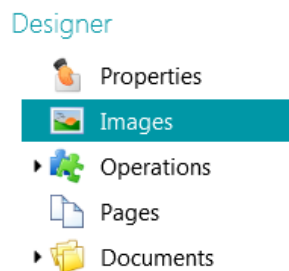 Designer
Properties
Images
Operations
Pages
Documents